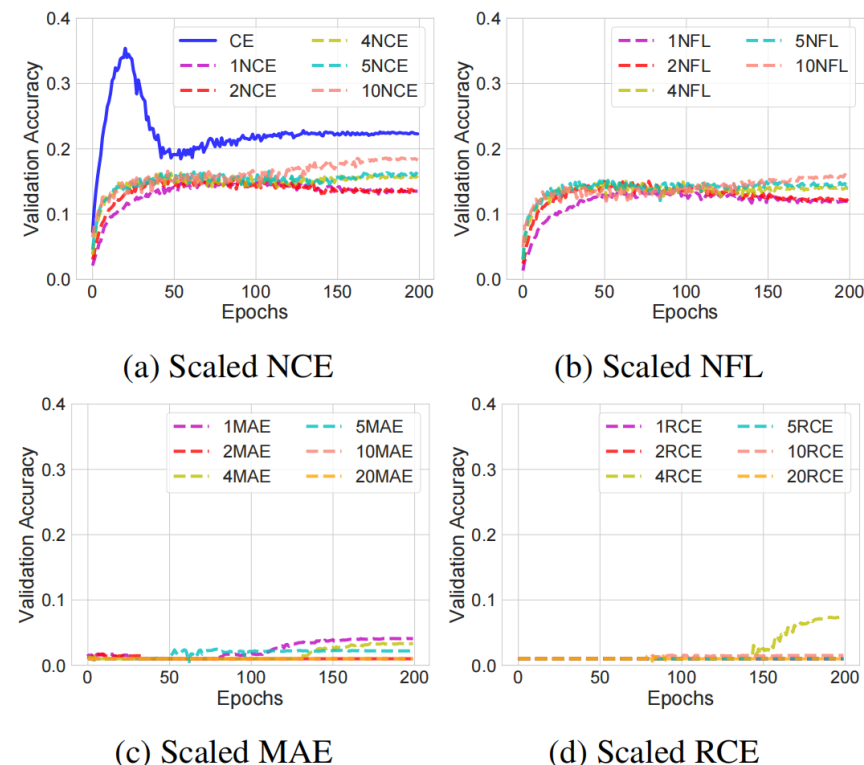 0.4
0.3
0.2
0.1
0.0
Validation Accuracy
CE
1NCE
2NCE
4NCE
5NCE
10NCE
0 50 100 150 200
Epochs
(a) Scaled NCE
0.4
0.3
0.2
0.1
0.0
Validation Accuracy
1NFL
2NFL
4NFL
5NFL
10NFL
0 50 100 150 200
Epochs
(b) Scaled NFL
0.4
0.3
0.2
0.1
0.0
Validation Accuracy
1MAE
2MAE
4MAE
5MAE
10MAE
20MAE
0 50 100 150 200
Epochs
(c) Scaled MAE
0.4
0.3
0.2
0.1
0.0
Validation Accuracy
1RCE
2RCE
4RCE
5RCE
10RCE
20RCE
0 50 100 150 200
Epochs
(d) Scaled RCE